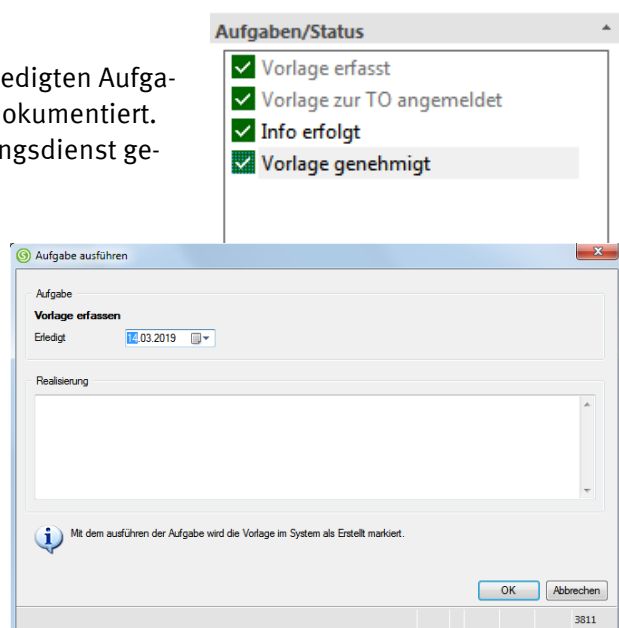 Aufgaben/Status
Vorlage erfasst
Vorlage zur TO angemeldet
Info erfolgt
Vorlage genehmigt
edigten Aufga-
okumentiert.
ngsdienst ge-
Aufgabe ausführen
Aufgabe
Vorlage erfassen
Erledigt 14.03.2019
Realisierung
Mit dem ausführen der Aufgabe wird die Vorlage im System als Erstellt markiert.
OK Abbrechen
3811